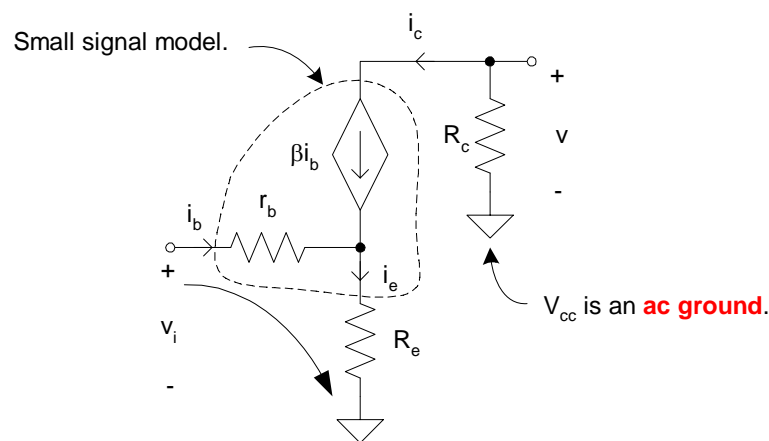 Small signal model.
i_c
+
R_c
v
-
βi_b
i_b
r_b
+
i_e
v_i
R_e
-
V_cc is an ac ground.